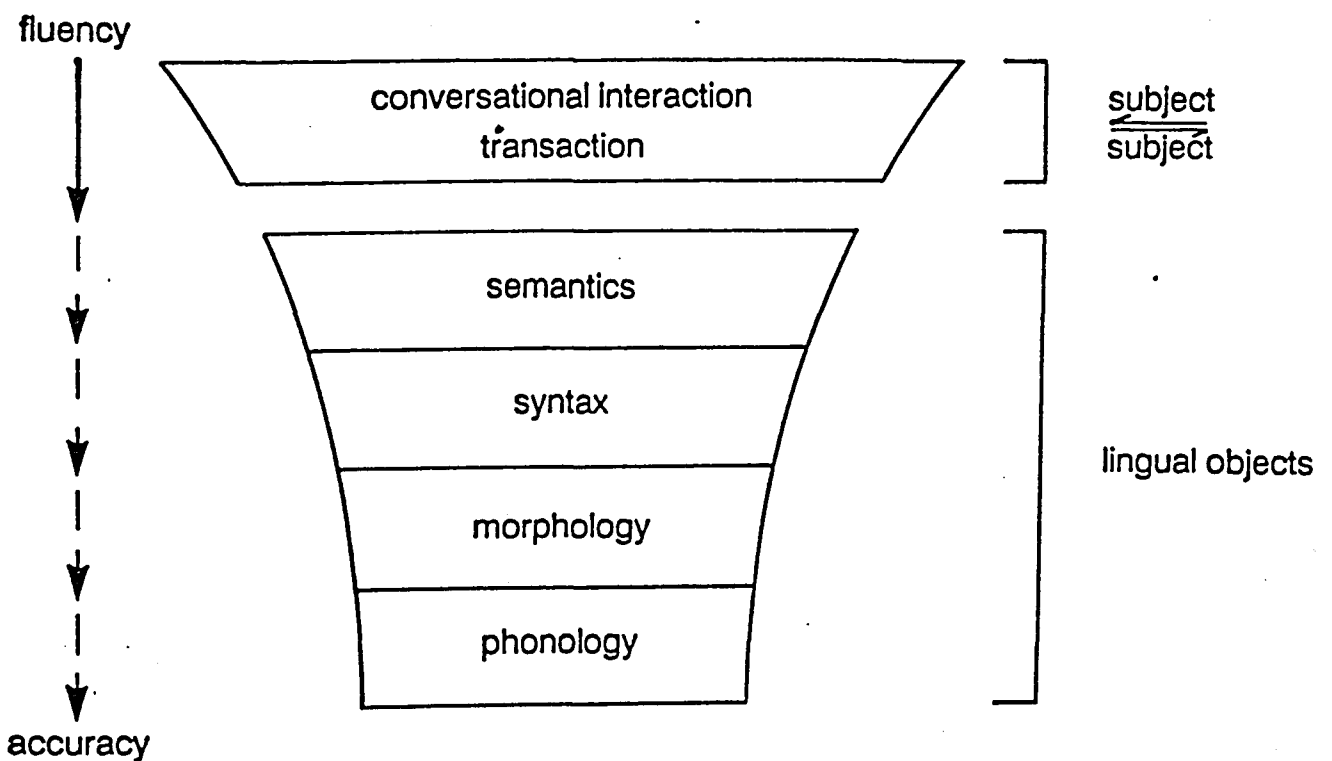 fluency
conversational interaction
transaction
subject
subject
semantics
syntax
lingual objects
morphology
phonology
accuracy